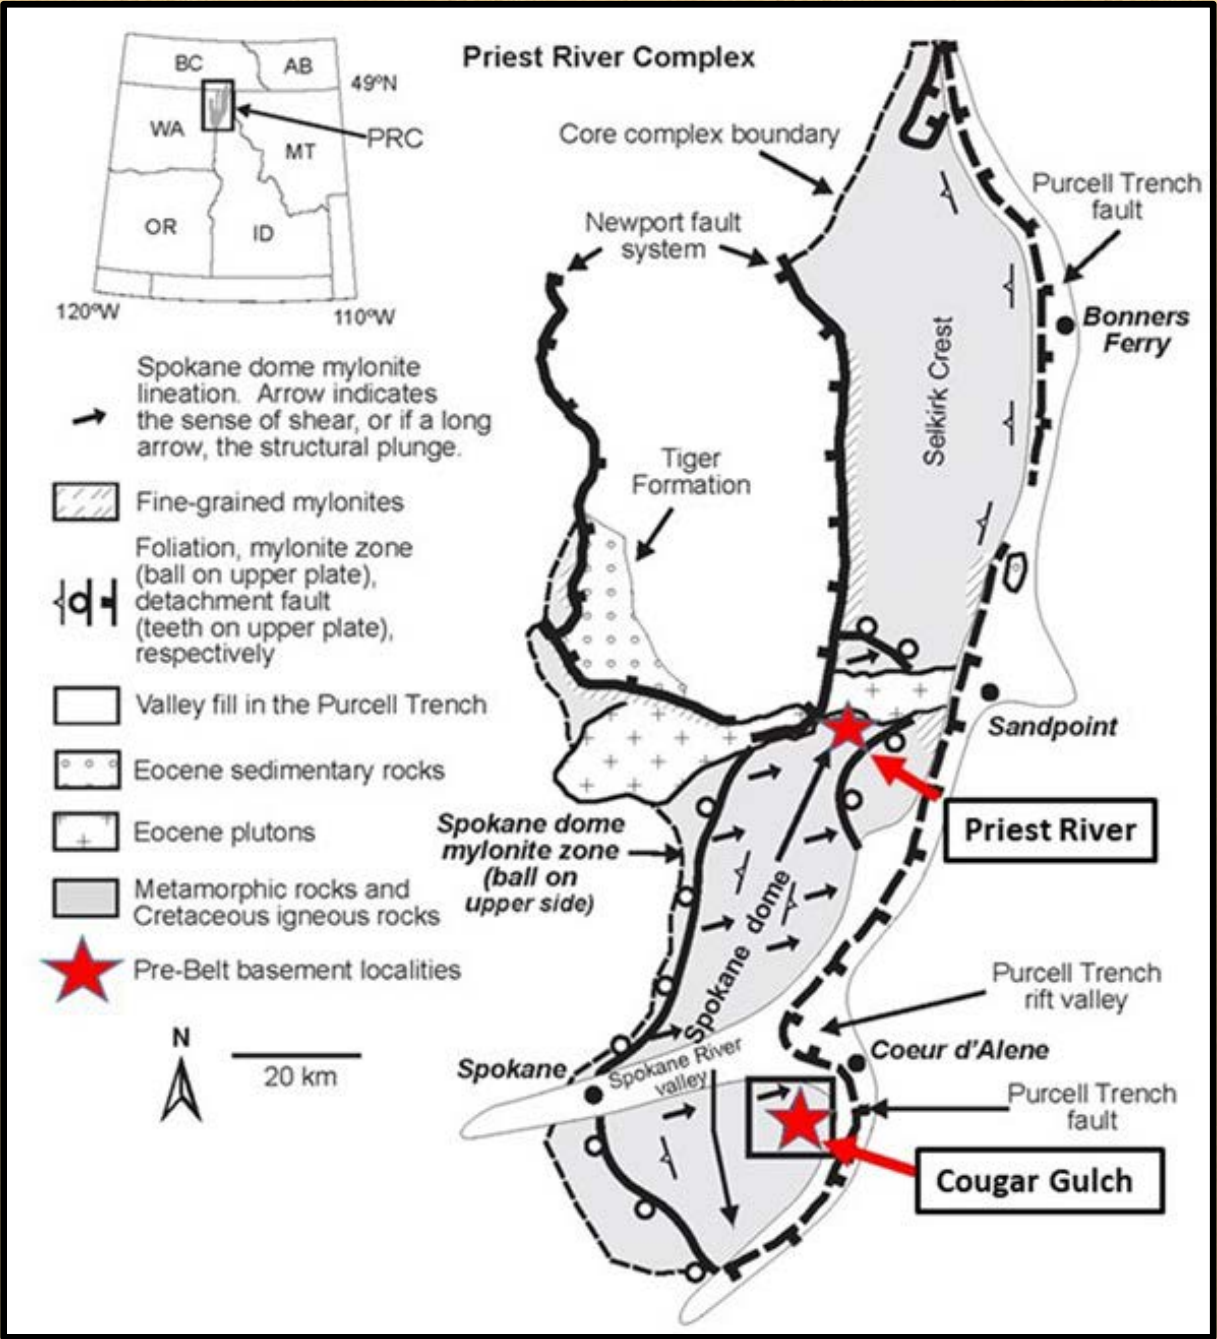 Priest River Complex
BC
AB
49ºN
WA
PRC
MT
OR
ID
120ºW
110ºW
Core complex boundary
Purcell Trench
fault
Newport fault
system
Bonners
Ferry
Selkirk Crest
Tiger
Formation
Spokane dome mylonite
lineation.  Arrow indicates
the sense of shear, or if a long
arrow, the structural plunge.
Fine-grained mylonites
Foliation, mylonite zone
(ball on upper plate),
detachment fault
(teeth on upper plate),
respectively
Valley fill in the Purcell Trench
Eocene sedimentary rocks
Eocene plutons
Metamorphic rocks and
Cretaceous igneous rocks
Pre-Belt basement localities
N
20 km
Sandpoint
Priest River
Spokane dome
mylonite zone
(ball on
upper side)
Spokane dome
Purcell Trench
rift valley
Spokane
Spokane River
valley
Coeur d'Alene
Purcell Trench
fault
Cougar Gulch